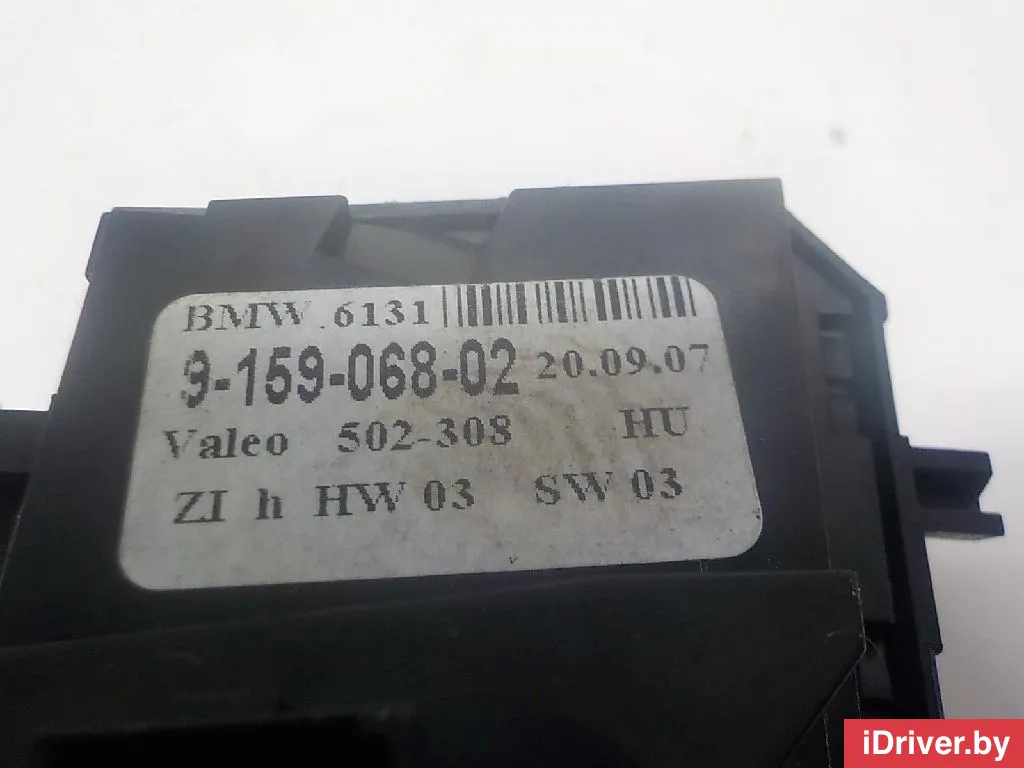 BMW 6131
9-159-068-02 20.09.07
Valeo 502-308 HU
ZI h HW 03 SW 03
iDriver.by